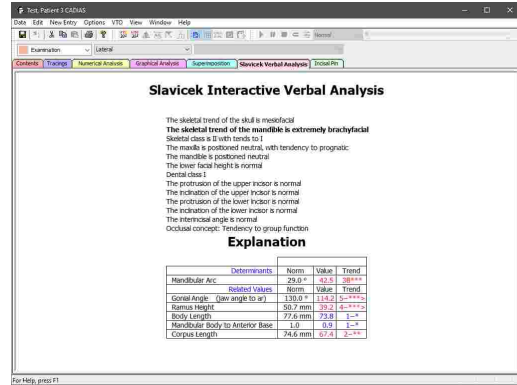 Test, Patient 3 CADIAS
Data Edit New Entry Options VTO View Window Help
Normal
Examination Lateral
Contents Tracings Numerical Analysis Graphical Analysis Superimposition Slavicek Verbal Analysis Incisal Pin
Slavicek Interactive Verbal Analysis
The skeletal trend of the skull is mesiofacial
The skeletal trend of the mandible is extremely brachyfacial
Skeletal class is II with tends to I
The maxilla is positioned neutral, with tendency to prognatic
The mandible is positioned neutral
The lower facial height is normal
Dental class I
The protrusion of the upper incisor is normal
The inclination of the upper incisor is normal
The protrusion of the lower incisor is normal
The inclination of the lower incisor is normal
The interincisal angle is normal
Occlusal concept: Tendency to group function
Explanation
Determinants Norm Value Trend
Mandibular Arc 29.0 ° 42.5 38***
Related Values Norm Value Trend
Gonial Angle (jaw angle to ar) 130.0 ° 114.2 5-***>
Ramus Height 50.7 mm 39.2 4-***>
Body Length 77.6 mm 73.8 1-*
Mandibular Body to Anterior Base 1.0 0.9 1-*
Corpus Length 74.6 mm 67.4 2-**
For Help, press F1